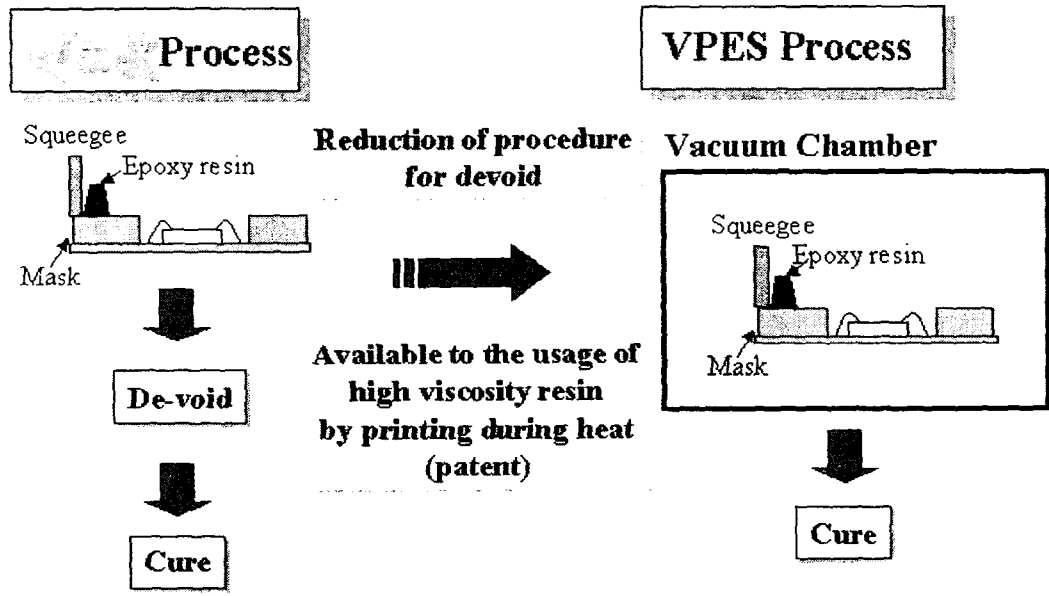 Process
Squeegee
Epoxy resin
Mask
De-void
Cure
Reduction of procedure
for devoid
Available to the usage of
high viscosity resin
by printing during heat
(patent)
VPES Process
Vacuum Chamber
Squeegee
Epoxy resin
Mask
Cure